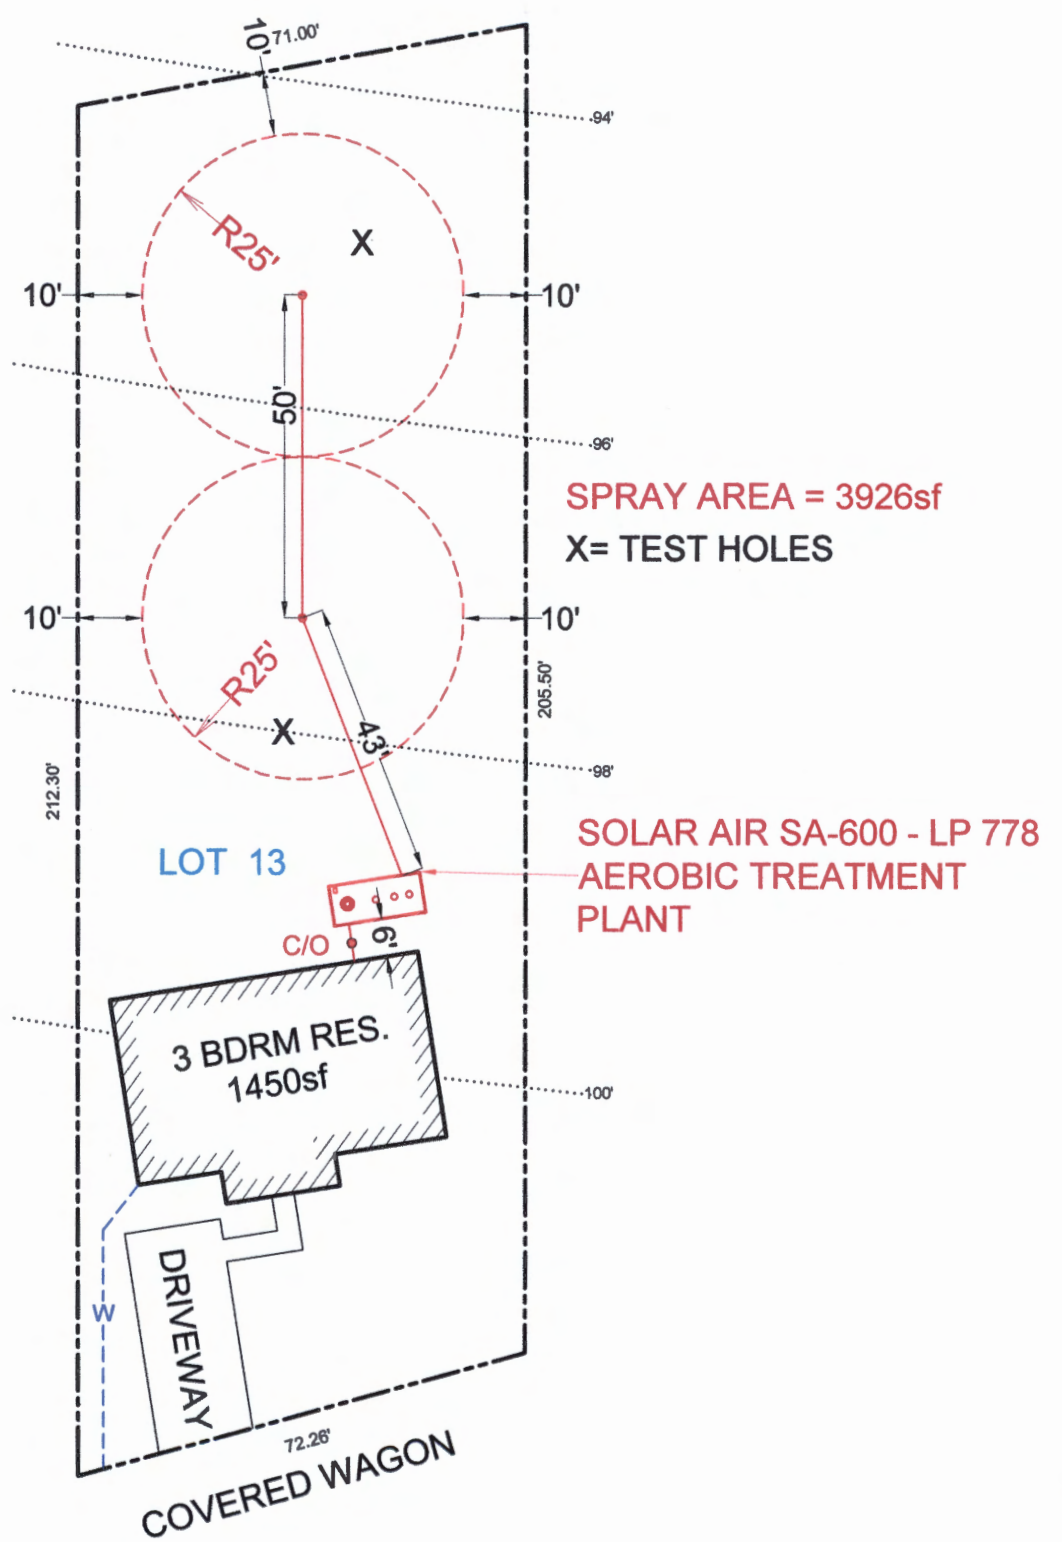 10'
71.00'
94'
R25'
X
10'
10'
50'
96'
SPRAY AREA = 3926sf
X= TEST HOLES
10'
10'
R25'
205.50'
X
43'
98'
212.30'
LOT 13
SOLAR AIR SA-600 - LP 778
AEROBIC TREATMENT
PLANT
C/O
6'
3 BDRM RES.
1450sf
100'
W
DRIVEWAY
72.26'
COVERED WAGON